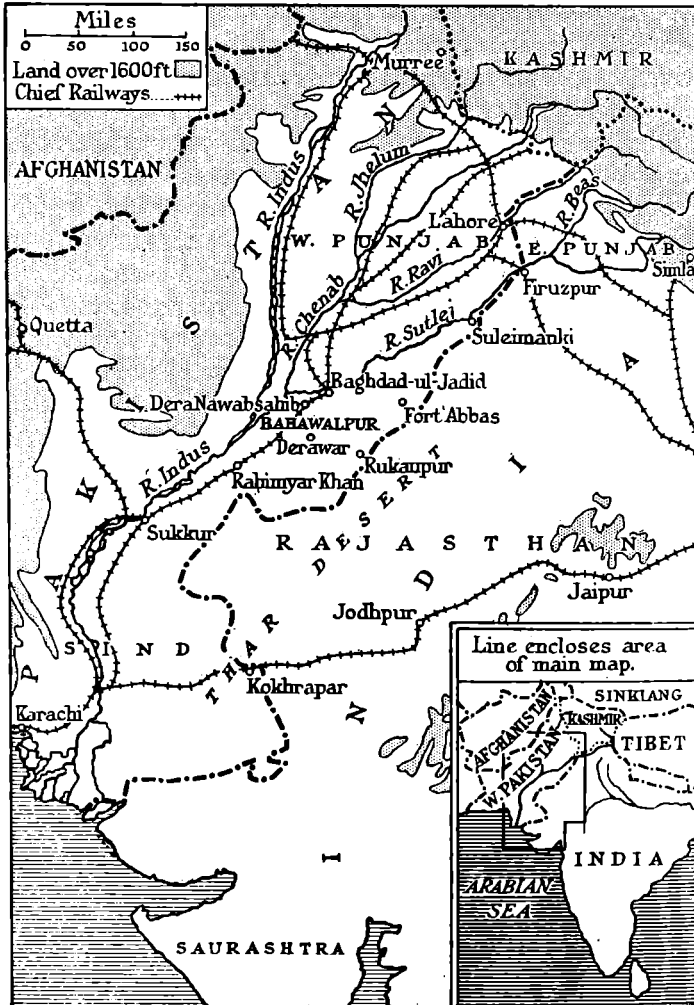 Miles
0 50 100 150
Land over 1600ft
Chief Railways
KASHMIR
Murree
AFGHANISTAN
R. Indus
R. Jhelum
PAKISTAN
Lahore
R. Beas
W. PUNJAB
E. PUNJAB
Simla
R. Chenab
R. Ravi
Firuzpur
Quetta
R. Sutlej
Suleimanki
Baghdad-ul-Jadid
Dera Nawabsahib
Fort Abbas
BAHAWALPUR
Derawar
R. Indus
Rukanpur
Rahimyar Khan
Sukkur
RAJASTHAN
THAR DESERT
INDIA
Jaipur
Jodhpur
SIND
Kokhrapar
Karachi
SAURASHTRA
Line encloses area
of main map.
SINKIANG
AFGHANISTAN
KASHMIR
TIBET
W. PAKISTAN
INDIA
ARABIAN
SEA